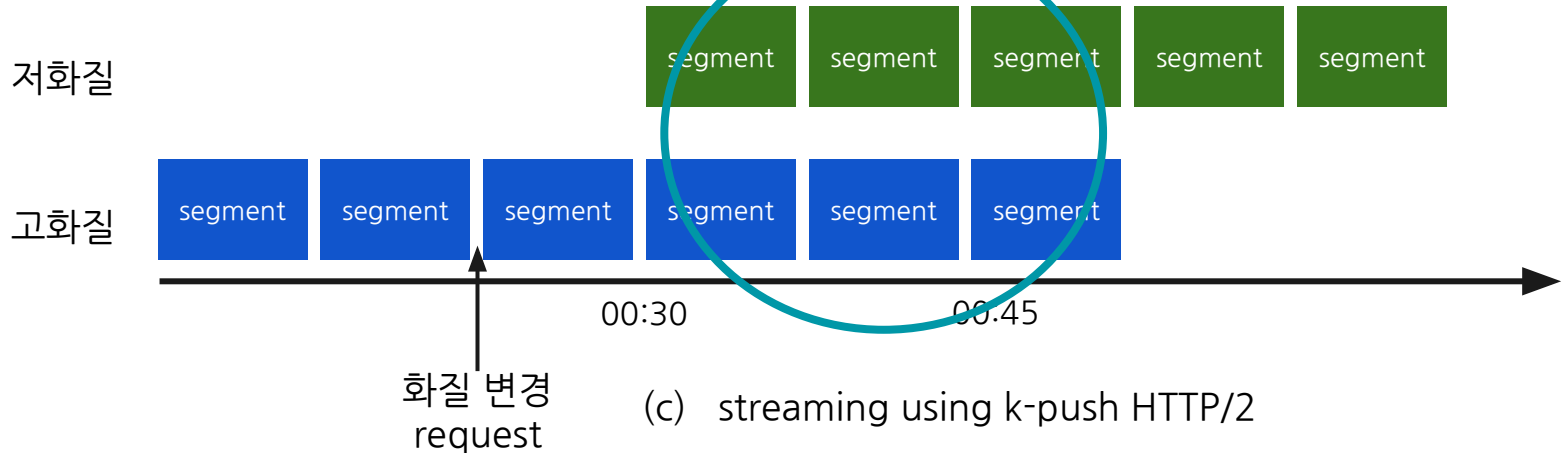 저화질
segment segment segment segment segment
고화질
segment segment segment segment segment segment
00:30 00:45
화질 변경
request
(c) streaming using k-push HTTP/2